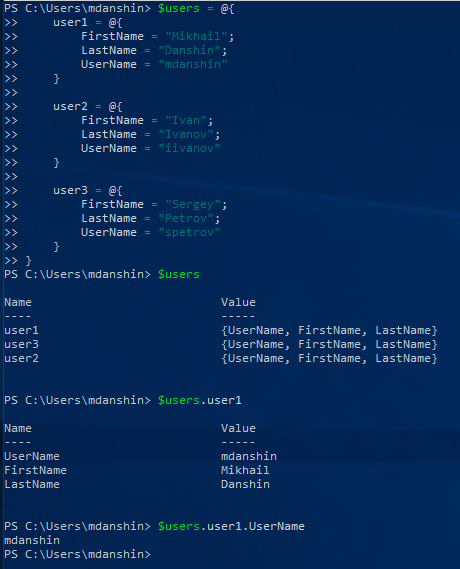 PS C:\Users\mdanshin> $users = @{
>>     user1 = @{
>>         FirstName = "Mikhail";
>>         LastName = "Danshin";
>>         UserName = "mdanshin"
>>     }
>>
>>     user2 = @{
>>         FirstName = "Ivan";
>>         LastName = "Ivanov";
>>         UserName = "iivanov"
>>     }
>>
>>     user3 = @{
>>         FirstName = "Sergey";
>>         LastName = "Petrov";
>>         UserName = "spetrov"
>>     }
>> }
PS C:\Users\mdanshin> $users
Name                           Value
----                           -----
user1                          {UserName, FirstName, LastName}
user3                          {UserName, FirstName, LastName}
user2                          {UserName, FirstName, LastName}
PS C:\Users\mdanshin> $users.user1
Name                           Value
----                           -----
UserName                       mdanshin
FirstName                      Mikhail
LastName                       Danshin
PS C:\Users\mdanshin> $users.user1.UserName
mdanshin
PS C:\Users\mdanshin>